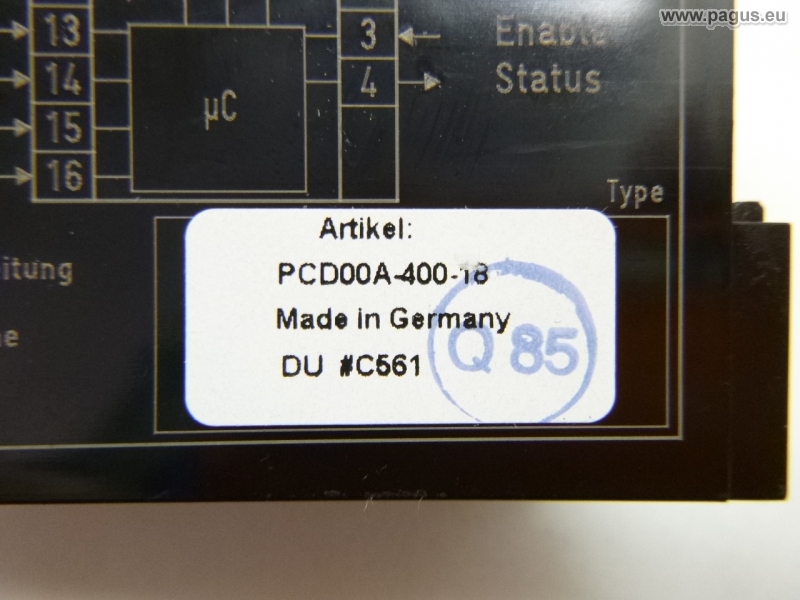 www.pagus.eu
13
3
Enable
14
4
Status
µC
15
16
Type
Artikel:
PCD00A-400-18
Made in Germany
DU #C561
Q 85